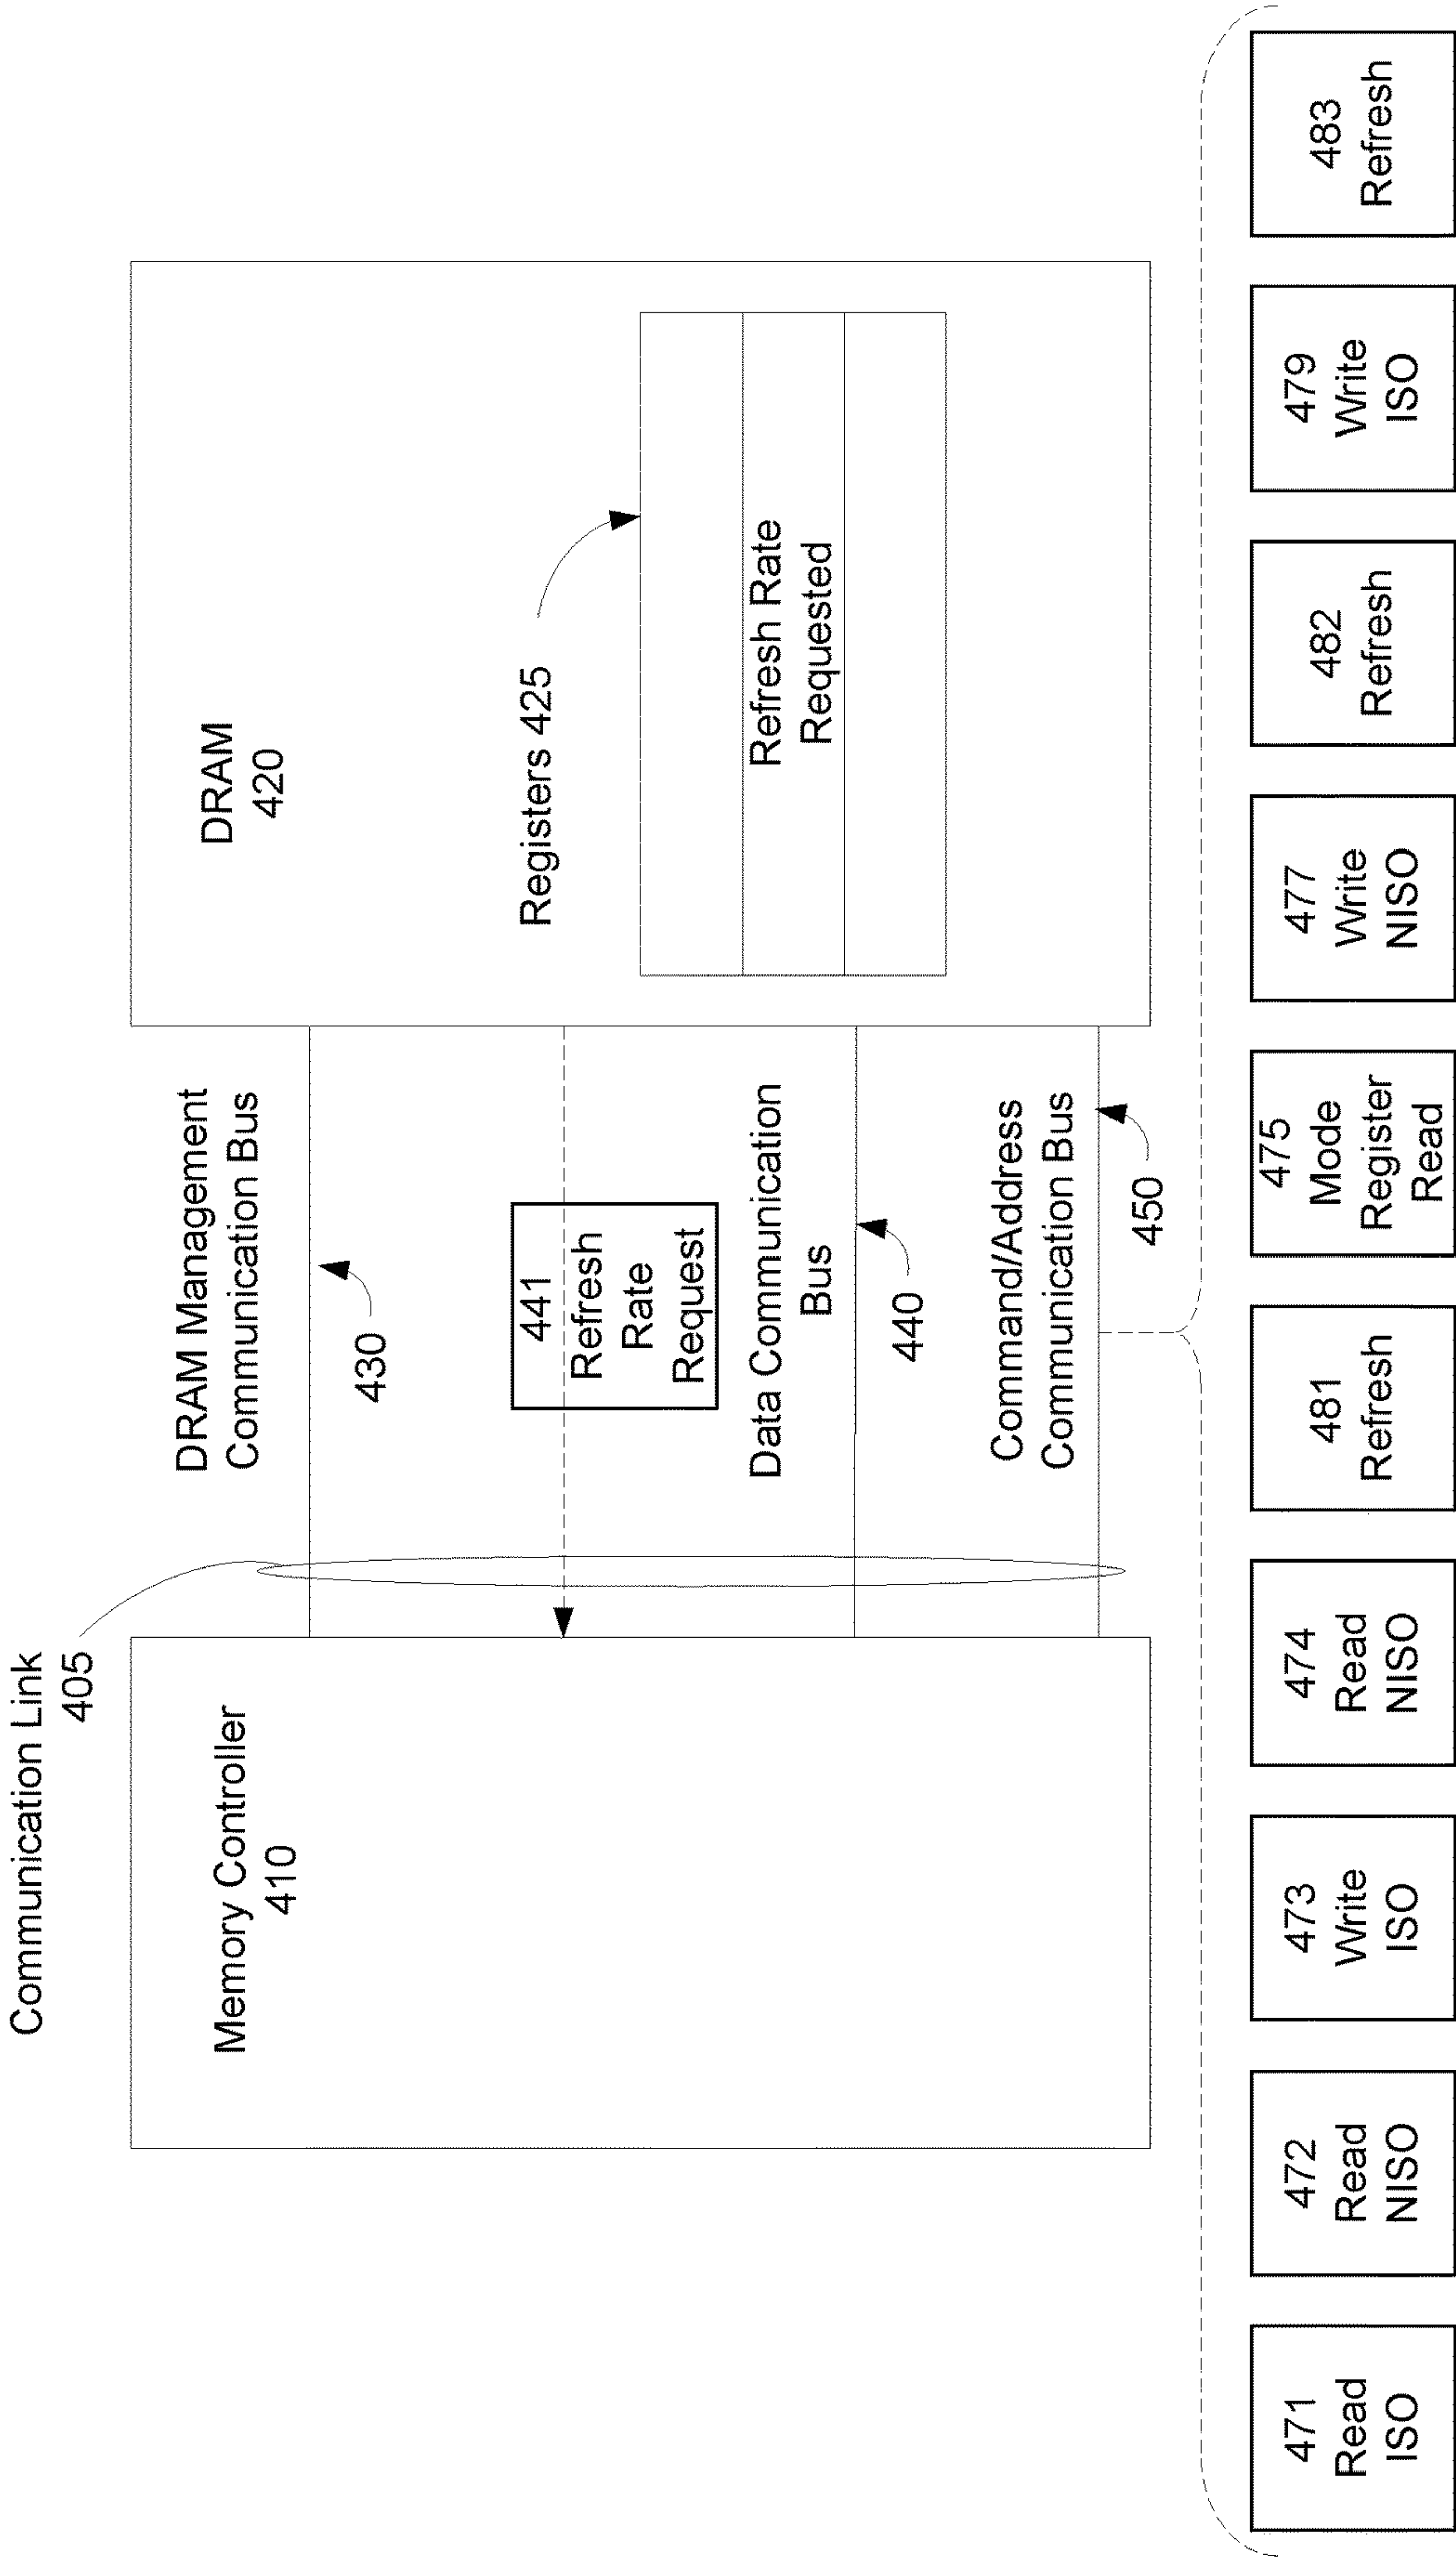 Communication Link
405
Memory Controller
410
DRAM Management
Communication Bus
430
441
Refresh
Rate
Request
Data Communication
Bus
440
Command/Address
Communication Bus
450
DRAM
420
Registers 425
Refresh Rate
Requested
471
Read
ISO
472
Read
NISO
473
Write
ISO
474
Read
NISO
481
Refresh
475
Mode
Register
Read
477
Write
NISO
482
Refresh
479
Write
ISO
483
Refresh